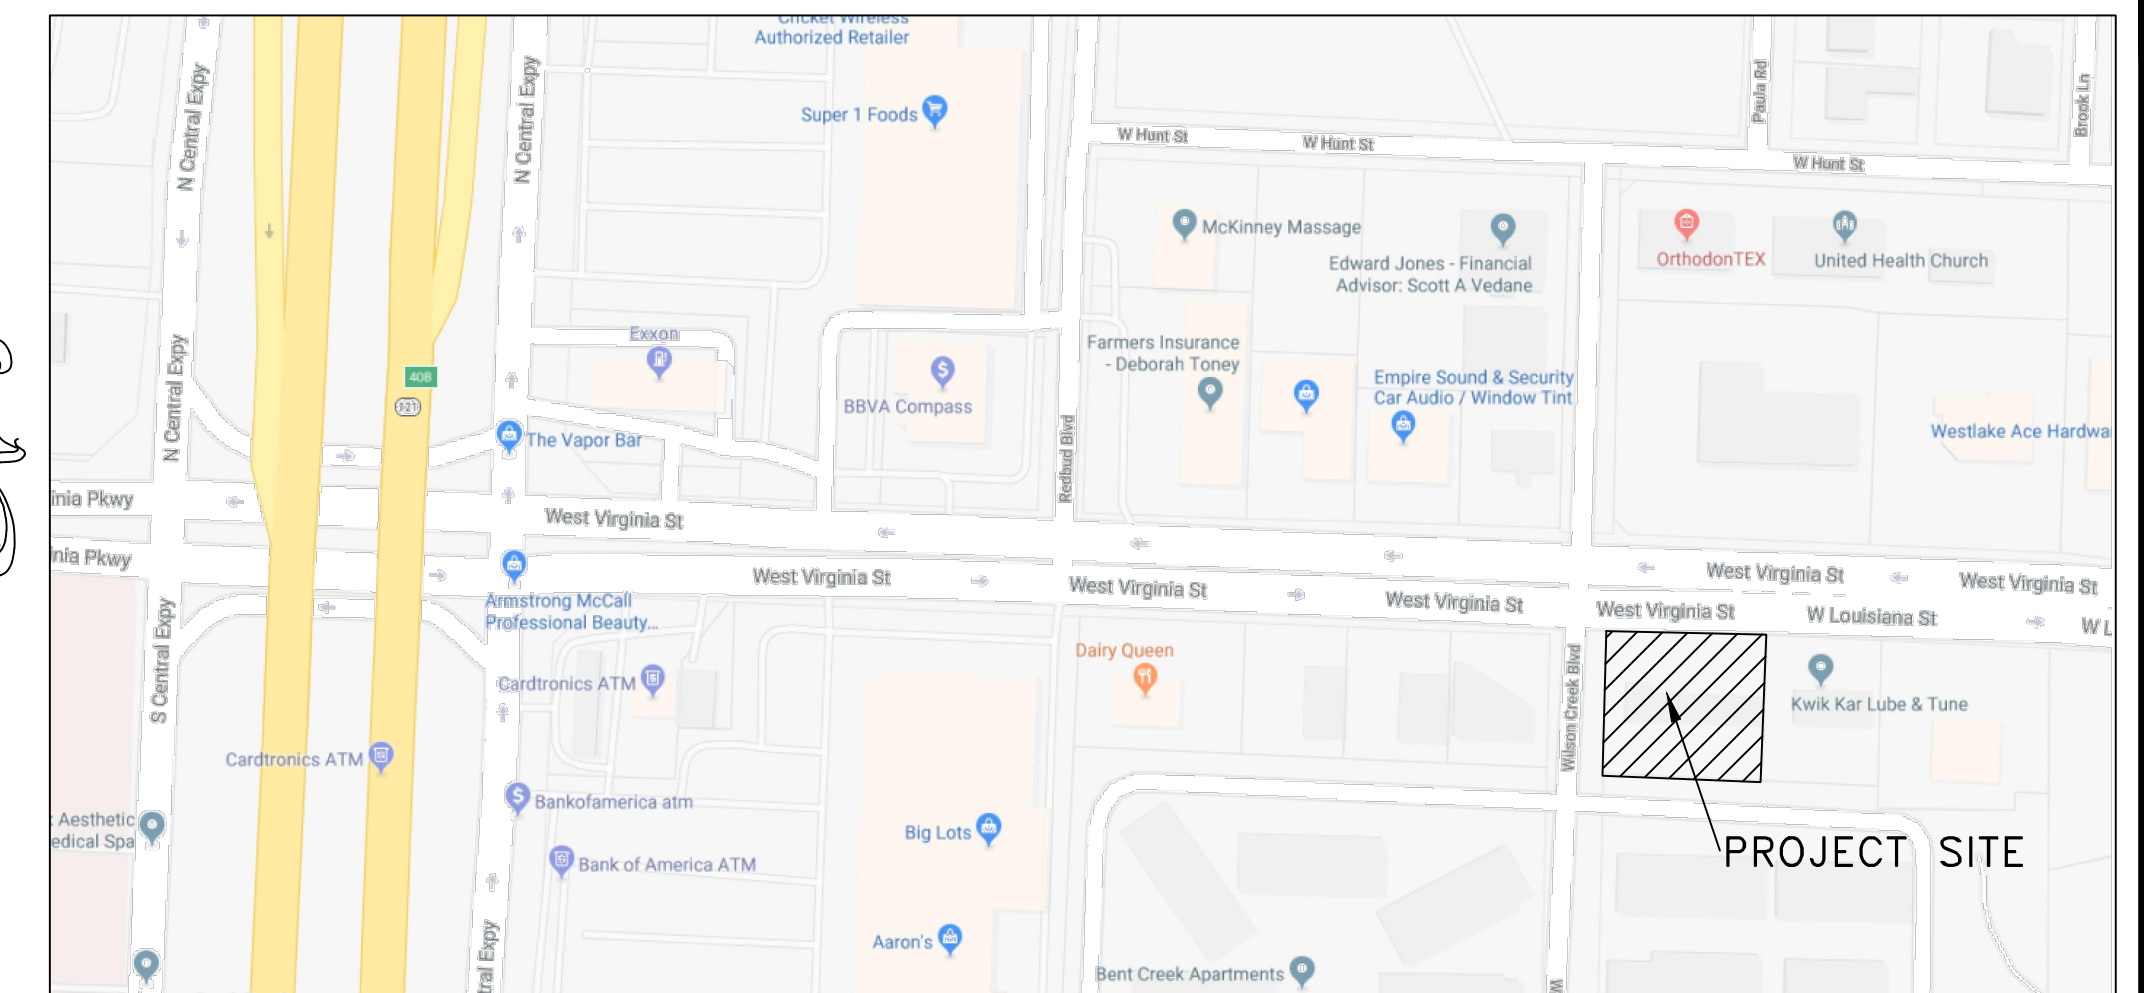 Cricket Wireless
Authorized Retailer
N Central Expy
N Central Expy
Super 1 Foods
Paula Rd
Brook Ln
W Hunt St
W Hunt St
W Hunt St
McKinney Massage
Edward Jones - Financial
Advisor: Scott A Vedane
OrthodonTEX
United Health Church
Exxon
Farmers Insurance
- Deborah Toney
N Central Expy
40B
121
BBVA Compass
Empire Sound & Security
Car Audio / Window Tint
The Vapor Bar
Redbud Blvd
Westlake Ace Hardwa
inia Pkwy
West Virginia St
inia Pkwy
West Virginia St
West Virginia St
West Virginia St
West Virginia St
West Virginia St
West Virginia St
W Louisiana St
W L
Armstrong McCall
Professional Beauty...
S Central Expy
Dairy Queen
Wilson Creek Blvd
Cardtronics ATM
Kwik Kar Lube & Tune
Cardtronics ATM
Bankofamerica atm
Aesthetic
edical Spa
Big Lots
PROJECT SITE
Bank of America ATM
Aaron's
tral Expy
Bent Creek Apartments
W